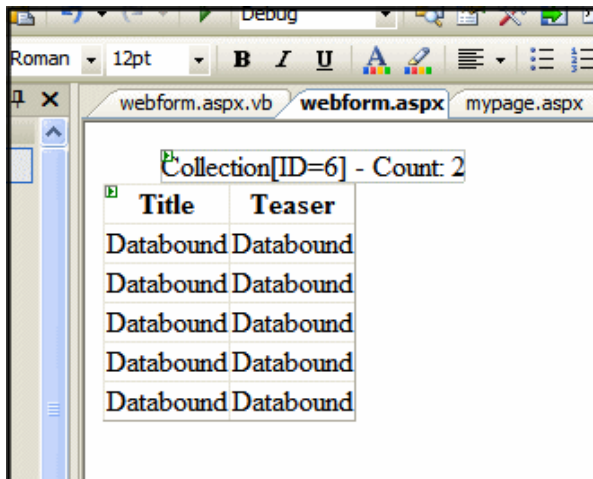 Debug
Roman 12pt B I U A
webform.aspx.vb webform.aspx mypage.aspx
Collection[ID=6] - Count: 2
Title Teaser
Databound Databound
Databound Databound
Databound Databound
Databound Databound
Databound Databound